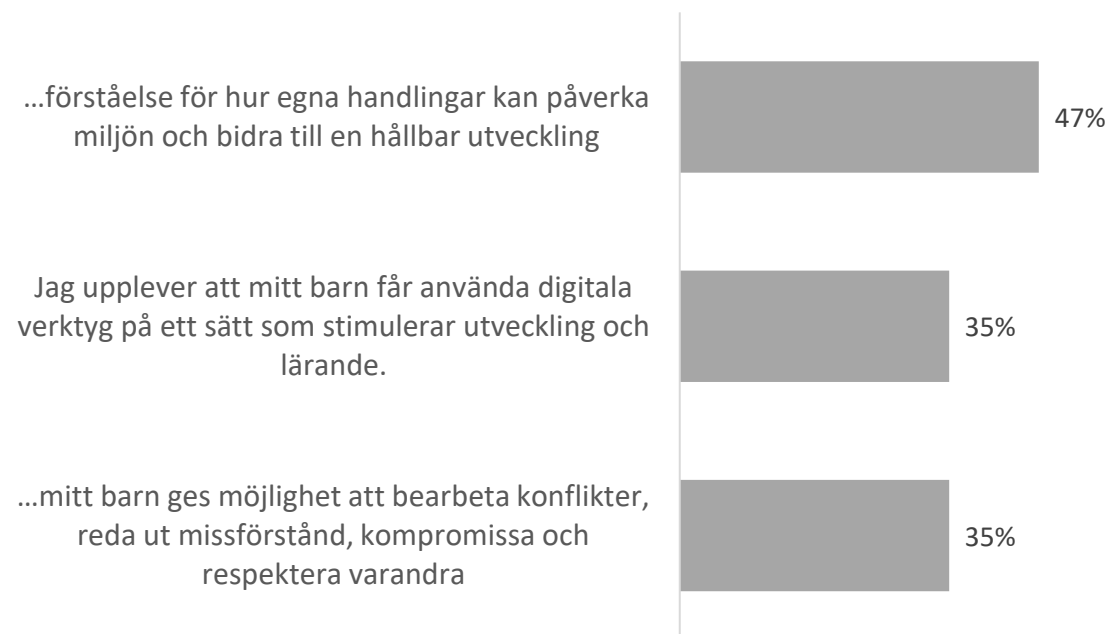 ...förståelse för hur egna handlingar kan påverka
miljön och bidra till en hållbar utveckling
47%
Jag upplever att mitt barn får använda digitala
verktyg på ett sätt som stimulerar utveckling och
lärande.
35%
...mitt barn ges möjlighet att bearbeta konflikter,
reda ut missförstånd, kompromissa och
respektera varandra
35%